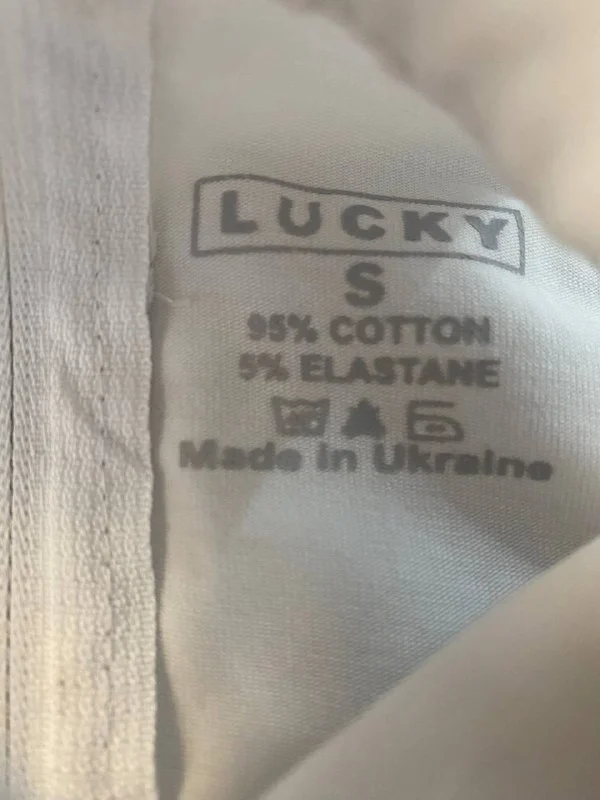 LUCKY
S
95% COTTON
5% ELASTANE
Made in Ukraine